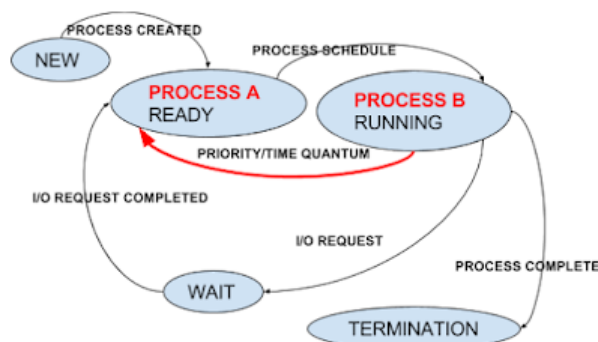 PROCESS CREATED
NEW
PROCESS SCHEDULE
PROCESS A
READY
PROCESS B
RUNNING
PRIORITY/TIME QUANTUM
I/O REQUEST COMPLETED
I/O REQUEST
PROCESS COMPLETE
WAIT
TERMINATION